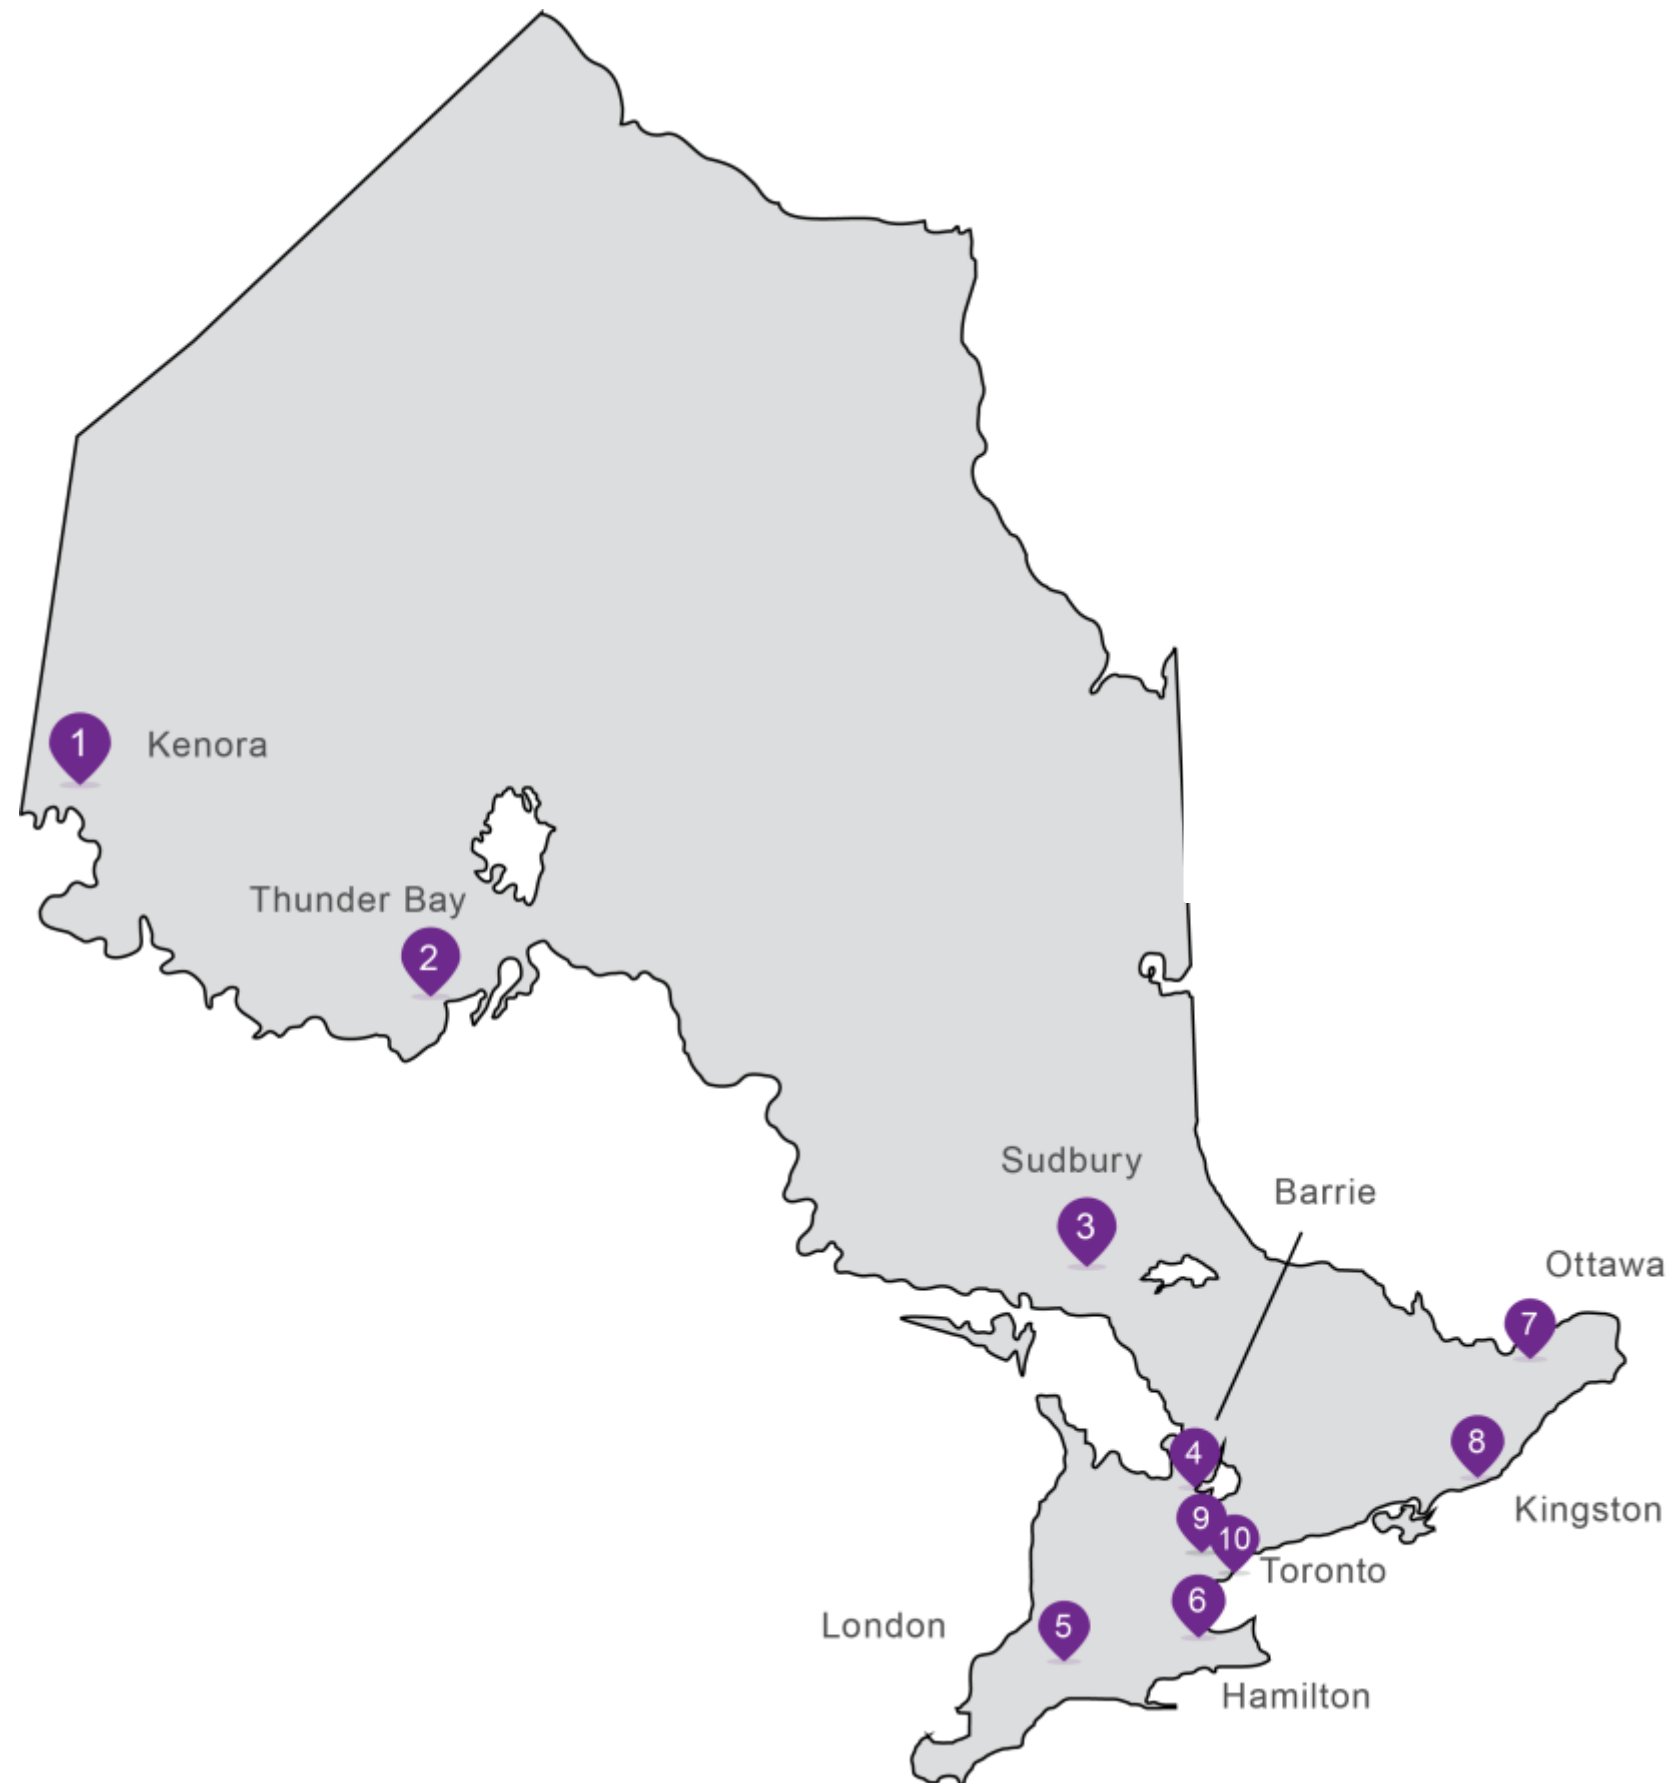 1 Kenora
Thunder Bay
2
Sudbury
3
Barrie
Ottawa
7
8
4
Kingston
9
10
Toronto
6
London
5
Hamilton